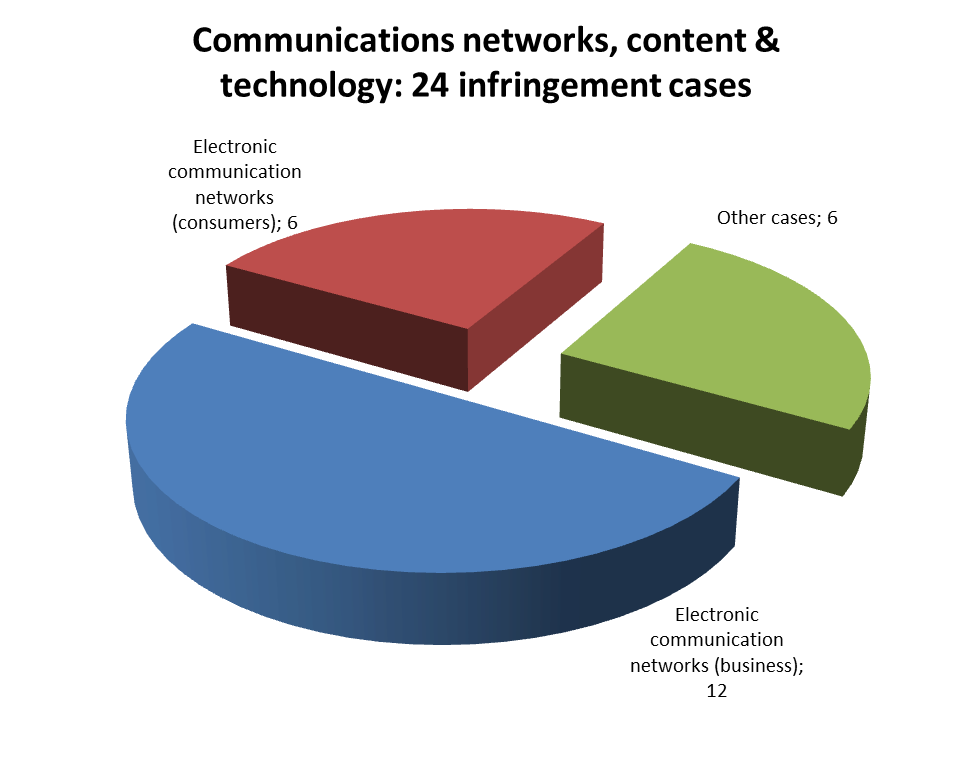 Communications networks, content &
technology: 24 infringement cases
Electronic
communication
networks
(consumers); 6
Other cases; 6
Electronic
communication
networks (business);
12